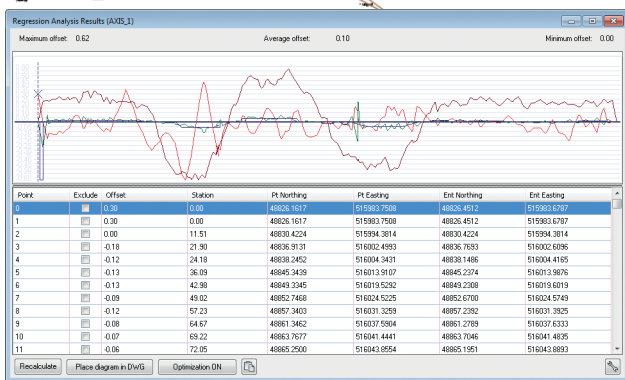 Regression Analysis Results (AXIS_1)
Maximum offset: 0.62 Average offset: 0.10 Minimum offset: 0.00
Point Exclude Offset Station Pt Northing Pt Easting Ent Northing Ent Easting
0 0.30 0.00 48826.1617 515983.7508 48826.4512 515983.6787
1 0.30 0.00 48826.1617 515983.7508 48826.4512 515983.6787
2 0.00 11.51 48830.4224 515994.3814 48830.4224 515994.3814
3 -0.18 21.90 48836.9131 516002.4993 48836.7693 516002.6096
4 -0.12 24.18 48838.2452 516004.3431 48838.1486 516004.4165
5 -0.13 36.09 48845.3439 516013.9107 48845.2374 516013.9876
6 -0.13 42.98 48849.3345 516019.5292 48849.2308 516019.6019
7 -0.09 49.02 48852.7468 516024.5225 48852.6700 516024.5749
8 -0.12 57.23 48857.3403 516031.3259 48857.2392 516031.3925
9 -0.08 64.67 48861.3462 516037.5904 48861.2789 516037.6333
10 -0.07 69.22 48863.7677 516041.4441 48863.7046 516041.4835
11 -0.06 72.05 48865.2500 516043.8554 48865.1951 516043.8893
Recalculate Place diagram in DWG Optimization ON